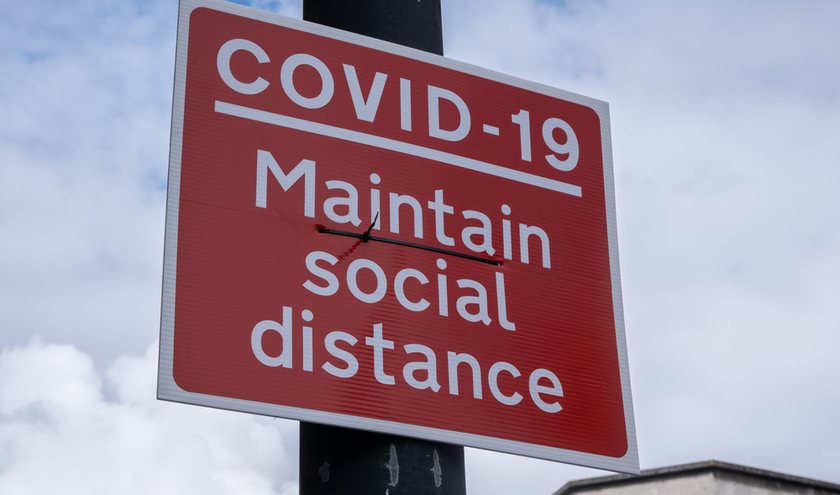 COVID-19
Maintain
social
distance